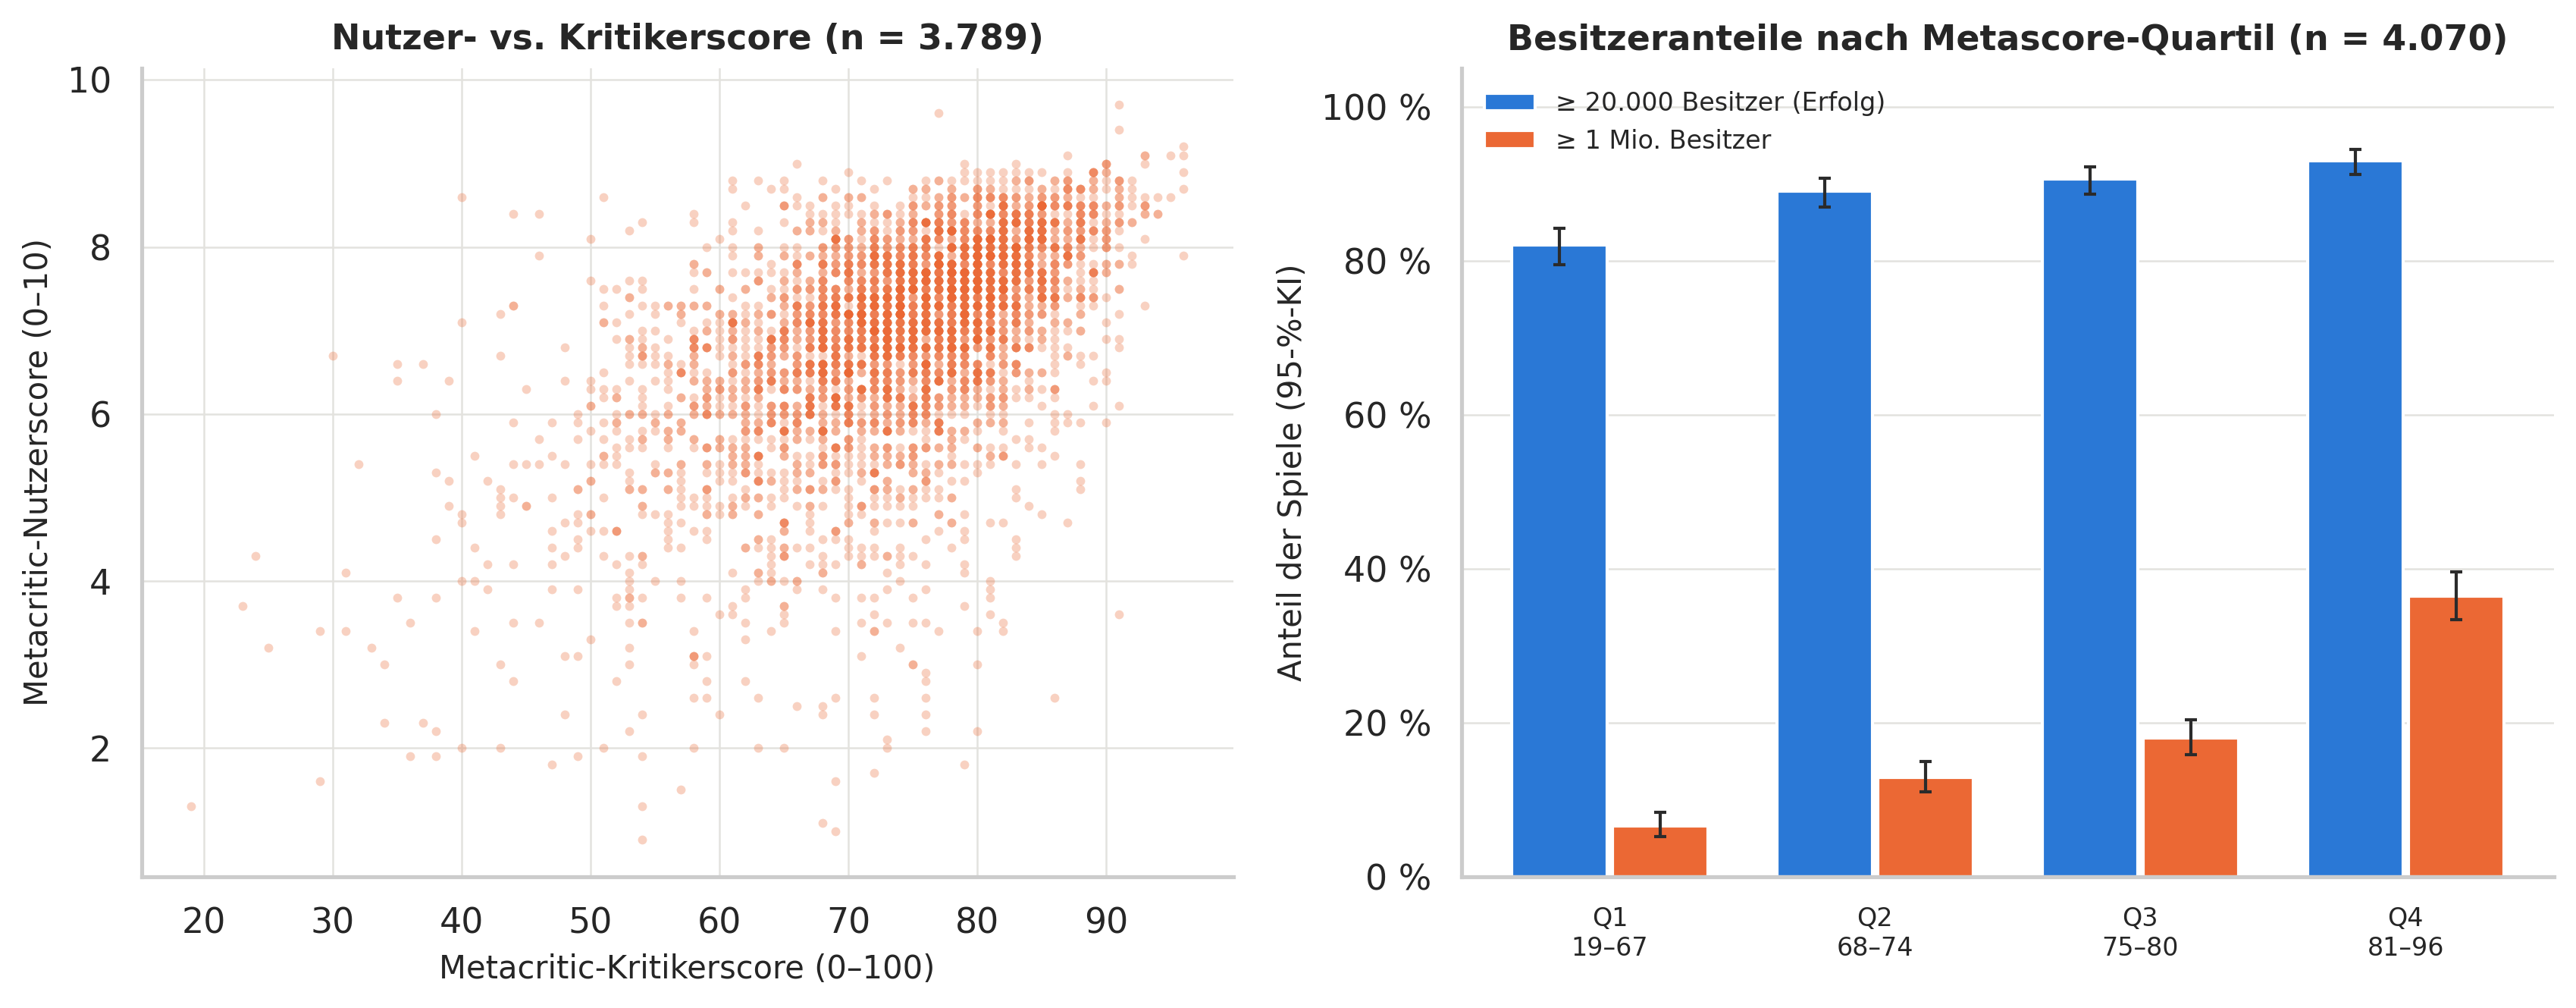 Nutzer- vs. Kritikerscore (n = 3.789)
10
8
6
4
2
Metacritic-Nutzerscore (0–10)
20 30 40 50 60 70 80 90
Metacritic-Kritikerscore (0–100)
Besitzeranteile nach Metascore-Quartil (n = 4.070)
≥ 20.000 Besitzer (Erfolg)
≥ 1 Mio. Besitzer
100 %
80 %
60 %
40 %
20 %
0 %
Anteil der Spiele (95-%-KI)
Q1 Q2 Q3 Q4
19–67 68–74 75–80 81–96